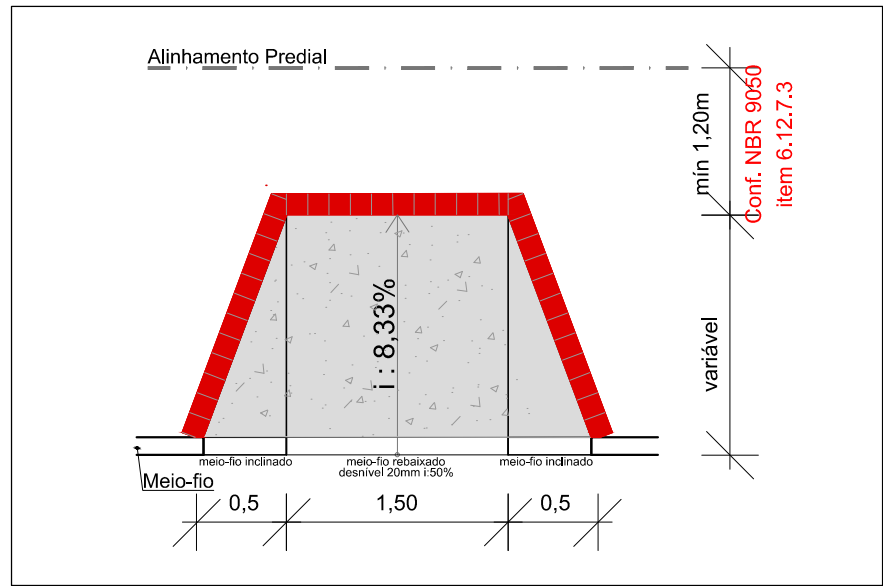 Alinhamento Predial
mín 1,20m
Conf. NBR 9050
item 6.12.7.3
i : 8,33%
variável
meio-fio inclinado
meio-fio rebaixado
desnível 20mm i:50%
meio-fio inclinado
Meio-fio
0,5
1,50
0,5